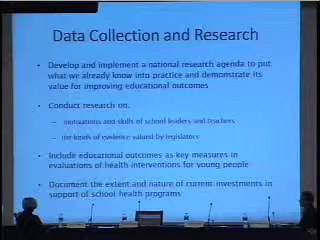 Data Collection and Research
• Develop and implement a national research agenda to put
what we already know into practice and demonstrate its
value for improving educational outcomes
• Conduct research on:
– motivations and skills of school leaders and teachers
– the kinds of evidence valued by legislators
• Include educational outcomes as key measures in
evaluations of health interventions for young people
• Document the extent and nature of current investments in
support of school health programs